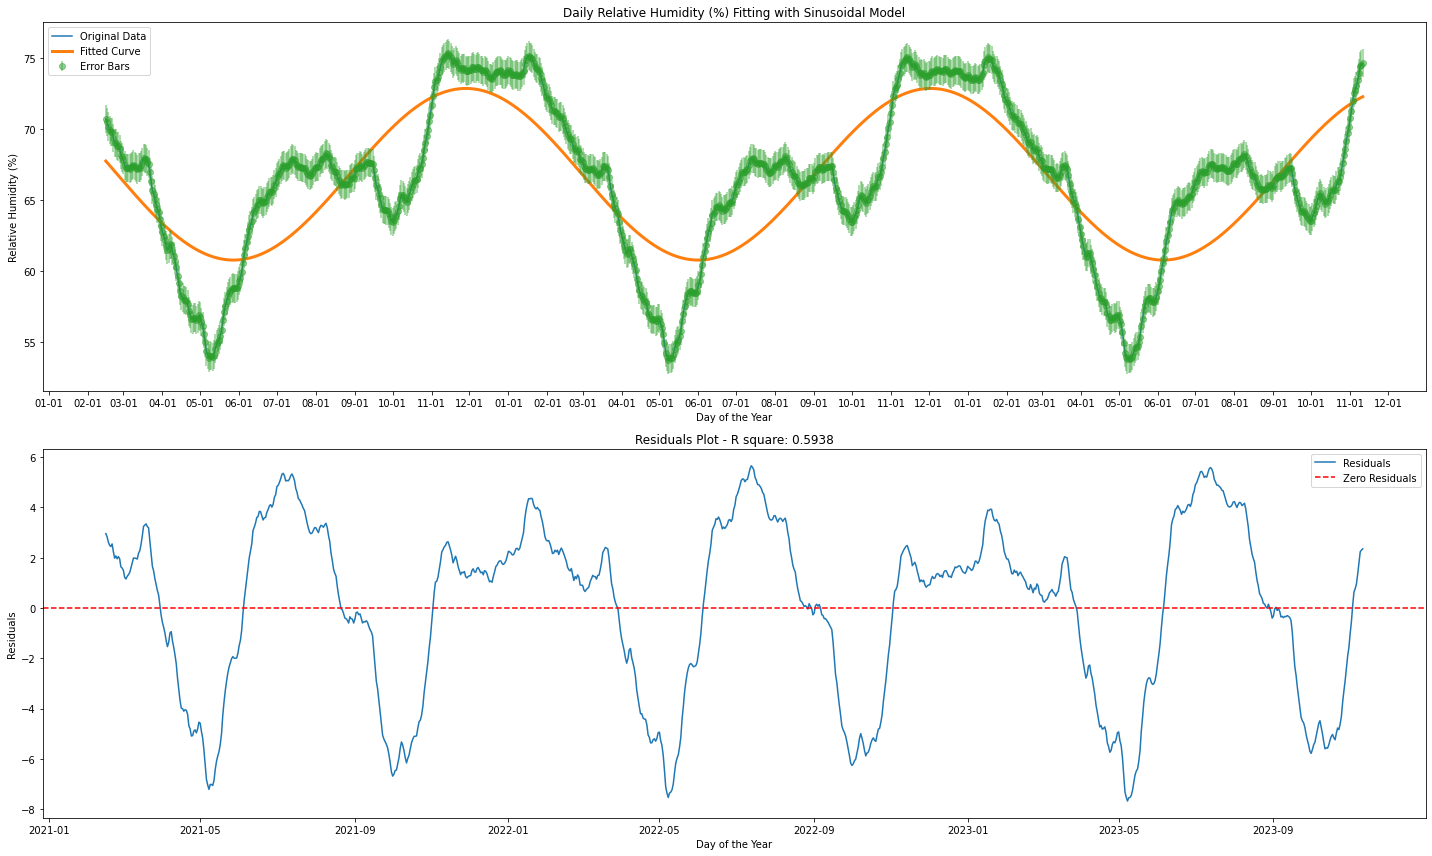 Daily Relative Humidity (%) Fitting with Sinusoidal Model
Original Data
Fitted Curve
Error Bars
Relative Humidity (%)
75
70
65
60
55
01-01 02-01 03-01 04-01 05-01 06-01 07-01 08-01 09-01 10-01 11-01 12-01 01-01 02-01 03-01 04-01 05-01 06-01 07-01 08-01 09-01 10-01 11-01 12-01 01-01 02-01 03-01 04-01 05-01 06-01 07-01 08-01 09-01 10-01 11-01 12-01
Day of the Year
Residuals Plot - R square: 0.5938
Residuals
Zero Residuals
Residuals
6
4
2
0
−2
−4
−6
−8
2021-01 2021-05 2021-09 2022-01 2022-05 2022-09 2023-01 2023-05 2023-09
Day of the Year